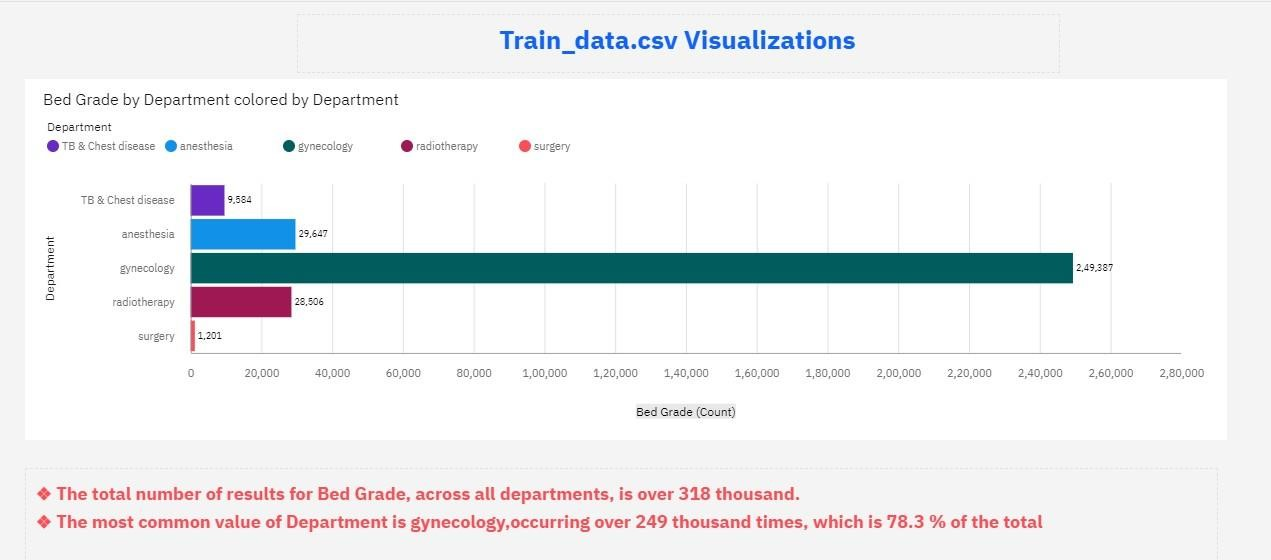 Train_data.csv Visualizations
Bed Grade by Department colored by Department
Department
TB & Chest disease anesthesia gynecology radiotherapy surgery
TB & Chest disease 9,584
anesthesia 29,647
gynecology 2,49,387
radiotherapy 28,506
surgery 1,201
Department
0 20,000 40,000 60,000 80,000 1,00,000 1,20,000 1,40,000 1,60,000 1,80,000 2,00,000 2,20,000 2,40,000 2,60,000 2,80,000
Bed Grade (Count)
❖ The total number of results for Bed Grade, across all departments, is over 318 thousand.
❖ The most common value of Department is gynecology,occurring over 249 thousand times, which is 78.3 % of the total